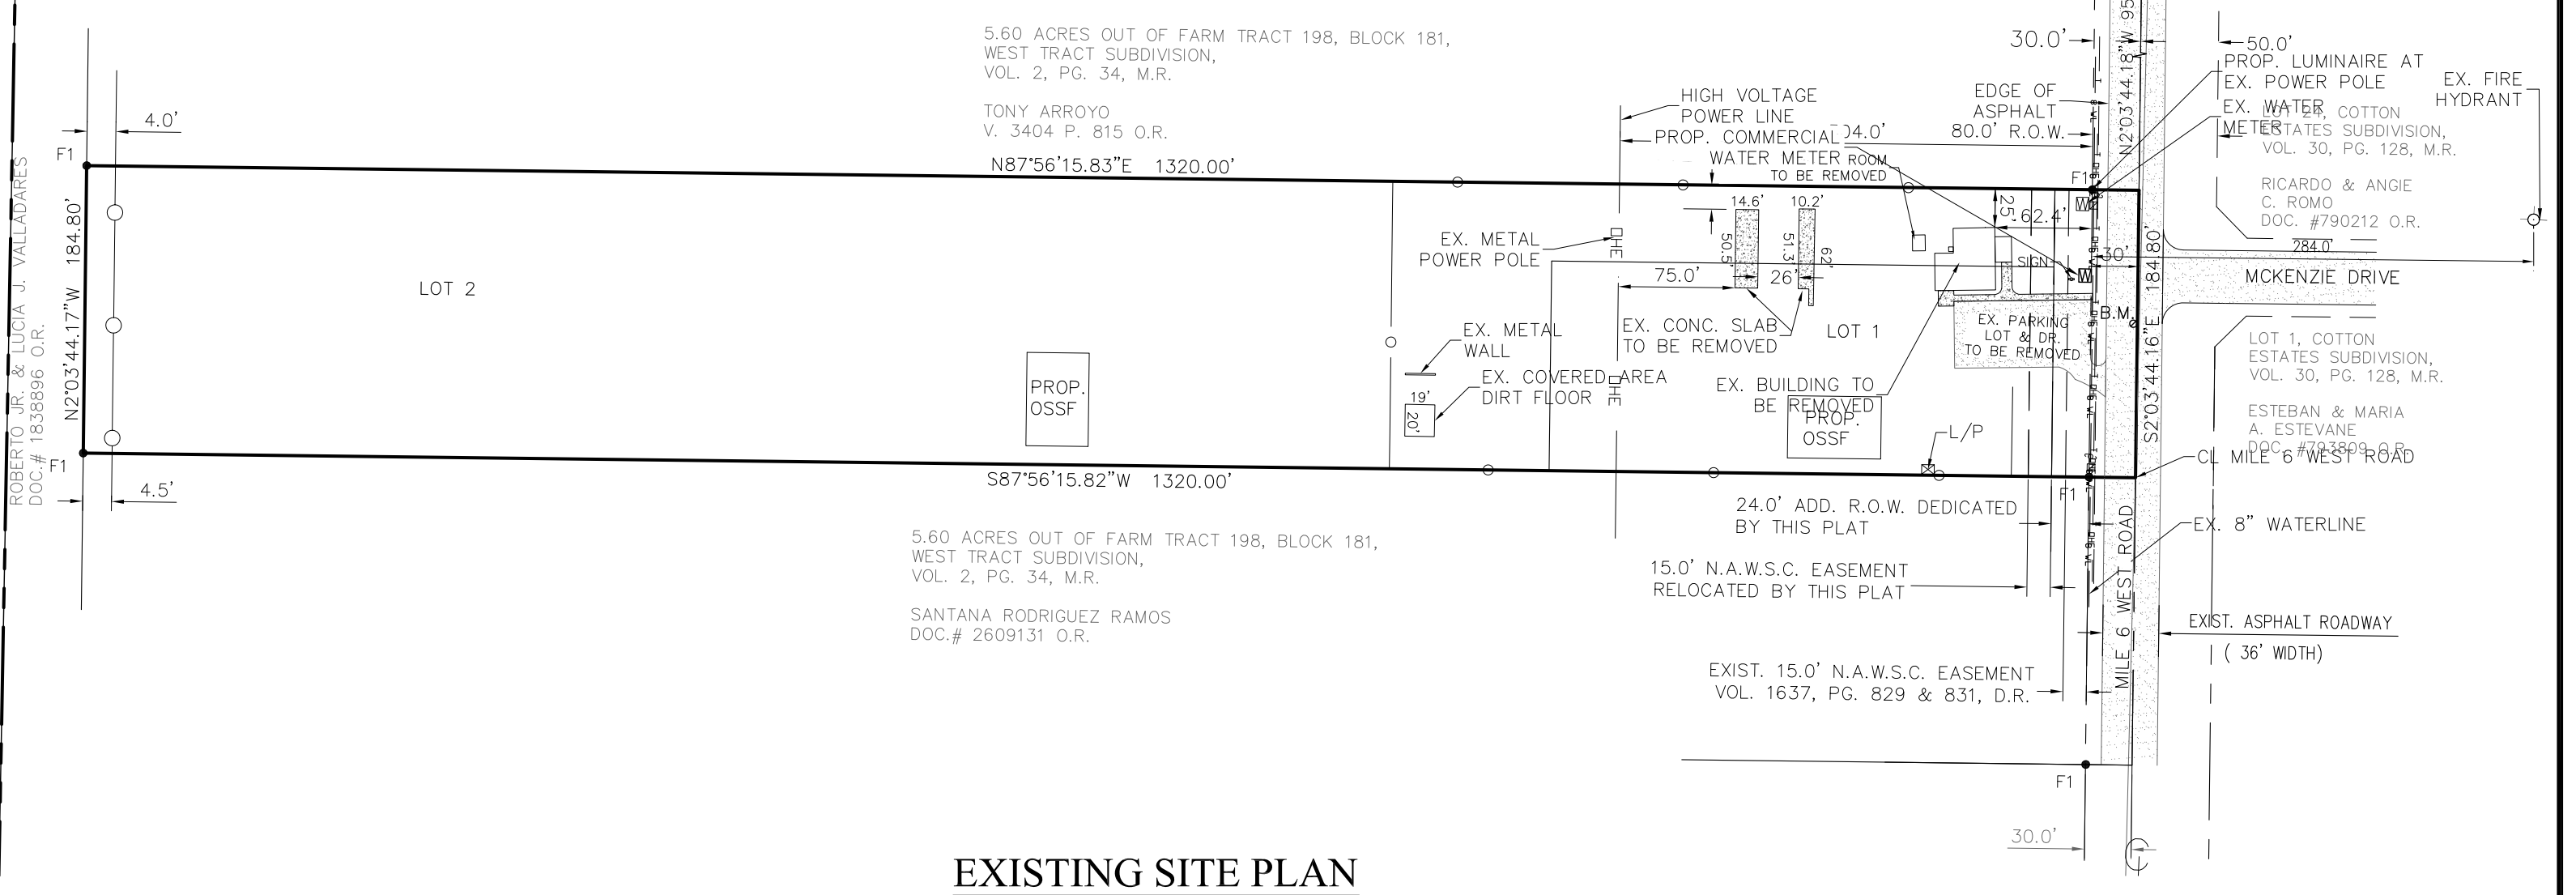 5.60 ACRES OUT OF FARM TRACT 198, BLOCK 181,
WEST TRACT SUBDIVISION,
VOL. 2, PG. 34, M.R.
TONY ARROYO
V. 3404 P. 815 O.R.
4.0'
F1
N87°56'15.83"E 1320.00'
ROBERTO JR. & LUCIA J. VALLADARES
DOC.# 1838896 O.R.
N2°03'44.17"W 184.80'
LOT 2
PROP.
OSSF
F1
4.5'
S87°56'15.82"W 1320.00'
HIGH VOLTAGE
POWER LINE
PROP. COMMERCIAL
WATER METER
ROOM
TO BE REMOVED
04.0'
EDGE OF
ASPHALT
80.0' R.O.W.
30.0'
N2°03'44.18"W 95
50.0'
PROP. LUMINAIRE AT
EX. POWER POLE
EX. WATER
METER
EX. FIRE
HYDRANT
LOT 24, COTTON
ESTATES SUBDIVISION,
VOL. 30, PG. 128, M.R.
RICARDO & ANGIE
C. ROMO
DOC. #790212 O.R.
284.0'
MCKENZIE DRIVE
F1
W
25'
62.4'
30'
SIGN
W
14.6'
10.2'
50.5'
51.3'
62'
26'
75.0'
EX. METAL
POWER POLE
OHE
EX. METAL
WALL
EX. COVERED AREA
DIRT FLOOR
19'
20'
OHE
EX. CONC. SLAB
TO BE REMOVED
LOT 1
EX. PARKING
LOT & DR.
TO BE REMOVED
B.M.
S2°03'44.16"E 184.80'
EX. BUILDING TO
BE REMOVED
PROP.
OSSF
L/P
LOT 1, COTTON
ESTATES SUBDIVISION,
VOL. 30, PG. 128, M.R.
ESTEBAN & MARIA
A. ESTEVANE
DOC. #793809 O.R.
CL MILE 6 WEST ROAD
F1
24.0' ADD. R.O.W. DEDICATED
BY THIS PLAT
EX. 8" WATERLINE
15.0' N.A.W.S.C. EASEMENT
RELOCATED BY THIS PLAT
MILE 6 WEST ROAD
EXIST. ASPHALT ROADWAY
( 36' WIDTH)
EXIST. 15.0' N.A.W.S.C. EASEMENT
VOL. 1637, PG. 829 & 831, D.R.
5.60 ACRES OUT OF FARM TRACT 198, BLOCK 181,
WEST TRACT SUBDIVISION,
VOL. 2, PG. 34, M.R.
SANTANA RODRIGUEZ RAMOS
DOC.# 2609131 O.R.
F1
30.0'
EXISTING SITE PLAN